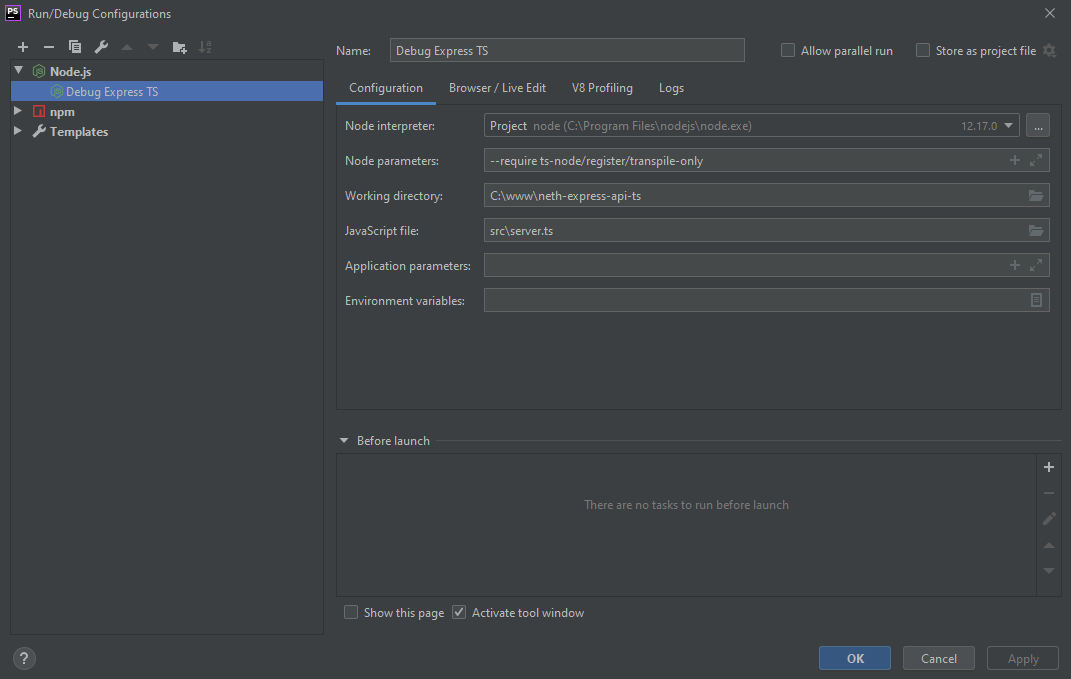 PS Run/Debug Configurations
Node.js
Debug Express TS
npm
Templates
Name: Debug Express TS Allow parallel run Store as project file
Configuration Browser / Live Edit V8 Profiling Logs
Node interpreter: Project node (C:\Program Files\nodejs\node.exe) 12.17.0 ...
Node parameters: --require ts-node/register/transpile-only
Working directory: C:\www\neth-express-api-ts
JavaScript file: src\server.ts
Application parameters:
Environment variables:
Before launch
There are no tasks to run before launch
Show this page Activate tool window
? OK Cancel Apply